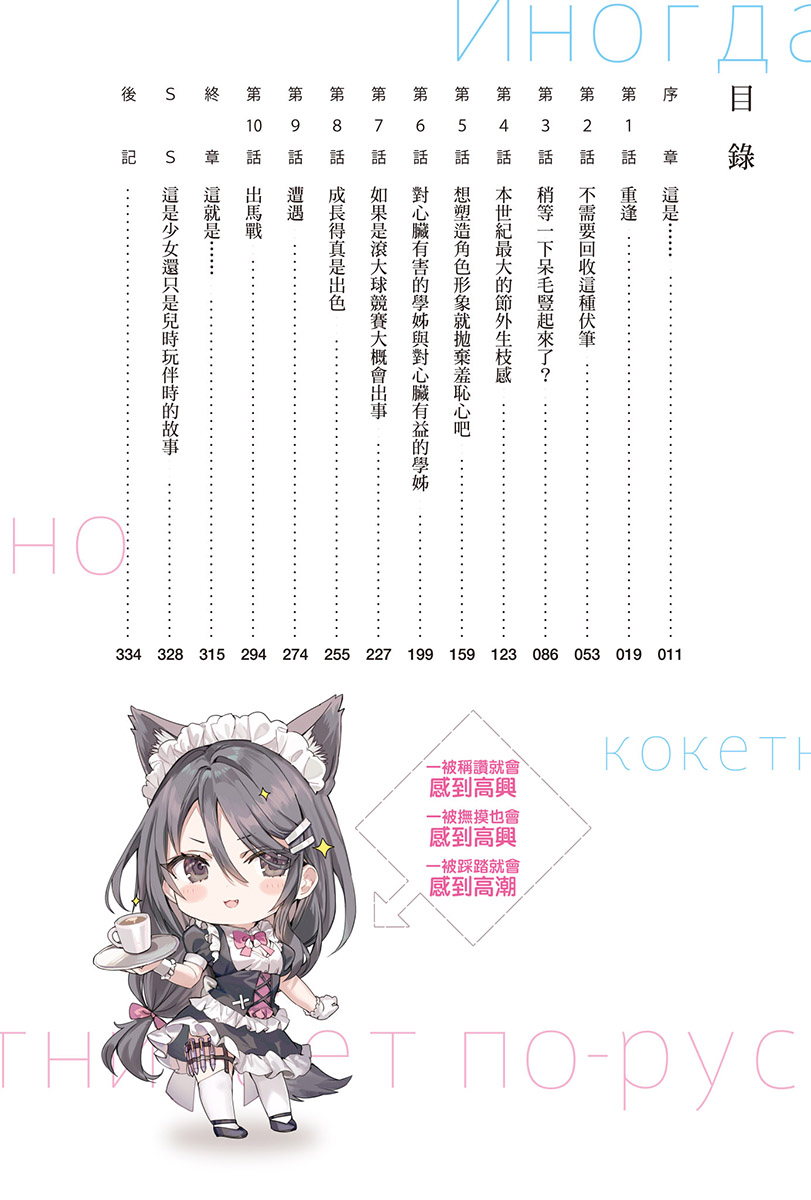 Иногда
目錄
序章 這是…… 011
第1話 重逢 019
第2話 不需要回收這種伏筆 053
第3話 稍等一下呆毛豎起來了？ 086
第4話 本世紀最大的節外生枝感 123
第5話 想塑造角色形象就拋棄羞恥心吧 159
第6話 對心臟有害的學姊與對心臟有益的學姊 199
第7話 如果是滾大球競賽大概會出事 227
第8話 成長得真是出色 255
第9話 遭遇 274
第10話 出馬戰 294
終章 這就是…… 315
SS 這是少女還只是兒時玩伴時的故事 328
後記 334
но
кокетн
一被稱讚就會
感到高興
一被撫摸也會
感到高興
一被踩踏就會
感到高潮
тни ет по-рус